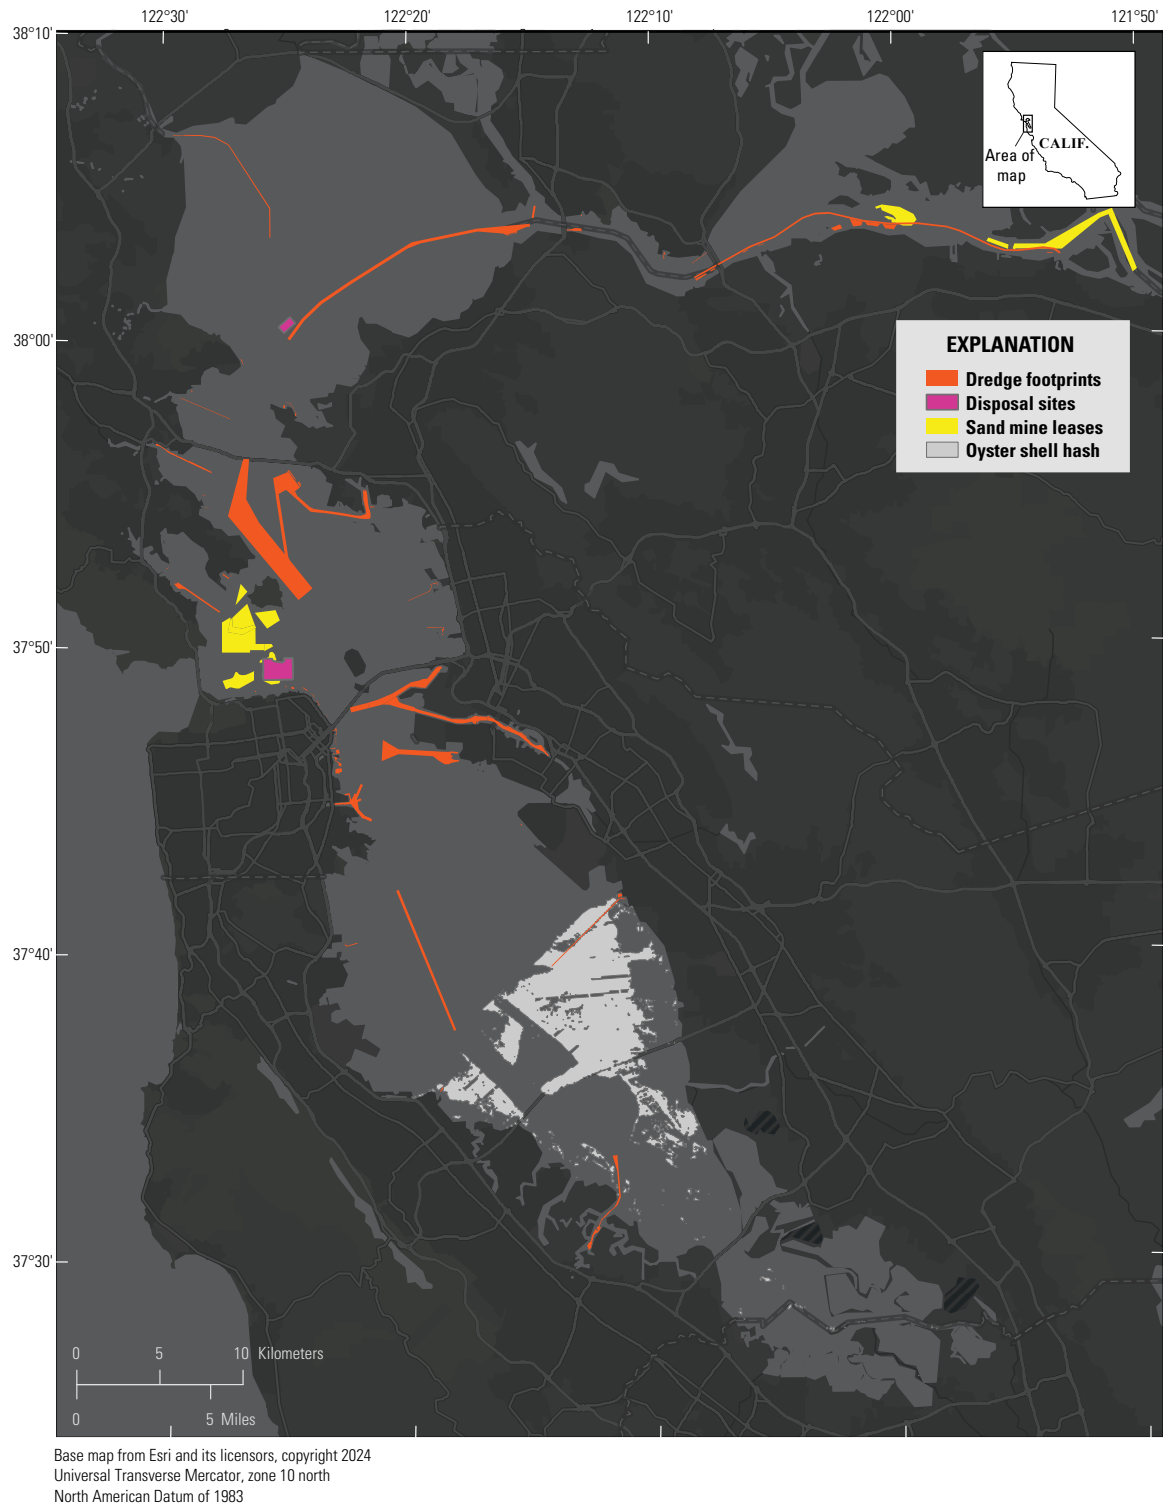 122°30' 122°20' 122°10' 122°00' 121°50'
38°10'
CALIF.
Area of
map
38°00'
EXPLANATION
Dredge footprints
Disposal sites
Sand mine leases
Oyster shell hash
37°50'
37°40'
37°30'
0 5 10 Kilometers
0 5 Miles
Base map from Esri and its licensors, copyright 2024
Universal Transverse Mercator, zone 10 north
North American Datum of 1983